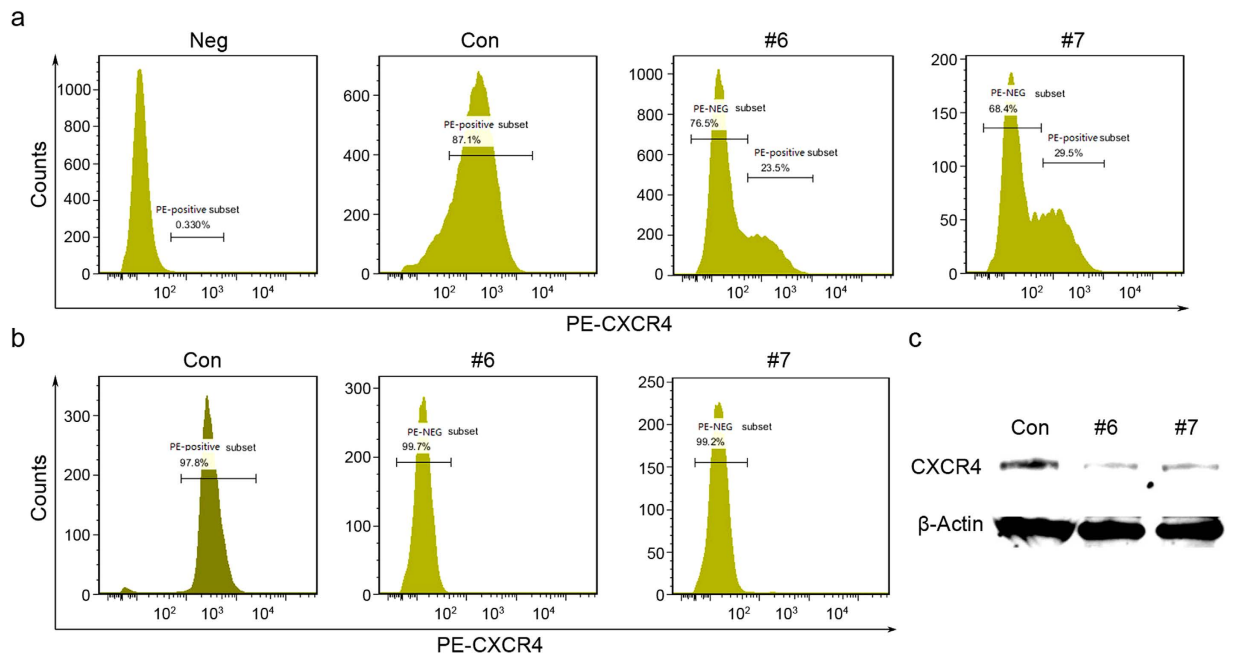 a
Neg
Con
#6
#7
Counts
1000
800
600
400
200
0
PE-positive subset
0.330%
10² 10³ 10⁴
600
400
200
0
PE-positive subset
87.1%
10² 10³ 10⁴
1000
800
600
400
200
0
PE-NEG subset
76.5%
PE-positive subset
23.5%
10² 10³ 10⁴
200
150
100
50
0
PE-NEG subset
68.4%
PE-positive subset
29.5%
10² 10³ 10⁴
PE-CXCR4
b
Con
#6
#7
Counts
300
200
100
0
PE-positive subset
97.8%
10² 10³ 10⁴
300
200
100
0
PE-NEG subset
99.7%
10² 10³ 10⁴
250
200
150
100
50
0
PE-NEG subset
99.2%
10² 10³ 10⁴
PE-CXCR4
c
Con #6 #7
CXCR4
β-Actin